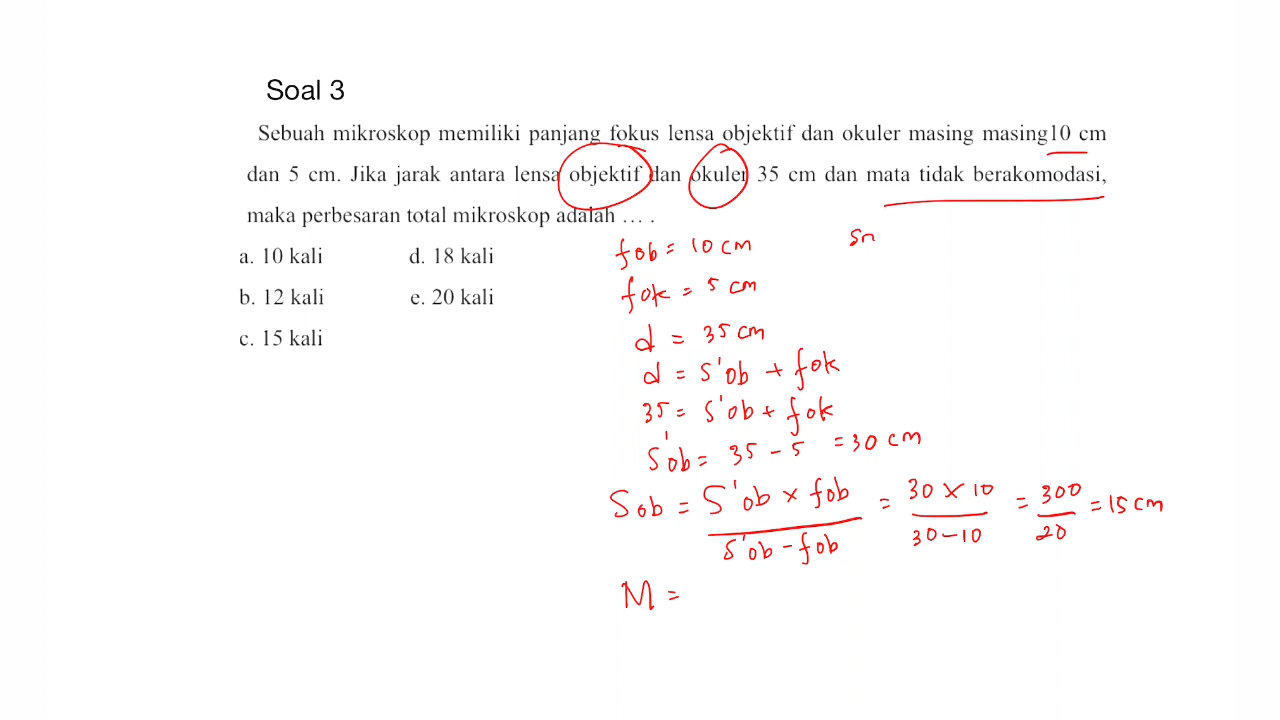 Soal 3
Sebuah mikroskop memiliki panjang fokus lensa objektif dan okuler masing masing10 cm
dan 5 cm. Jika jarak antara lensa objektif dan okuler 35 cm dan mata tidak berakomodasi,
maka perbesaran total mikroskop adalah ... .
a. 10 kali d. 18 kali
b. 12 kali e. 20 kali
c. 15 kali
fob = 10 cm sn
fok = 5 cm
d = 35 cm
d = s'ob + fok
35 = s'ob + fok
s'ob = 35 - 5 = 30 cm
Sob = S'ob × fob / s'ob - fob = 30 × 10 / 30 - 10 = 300 / 20 = 15 cm
M =